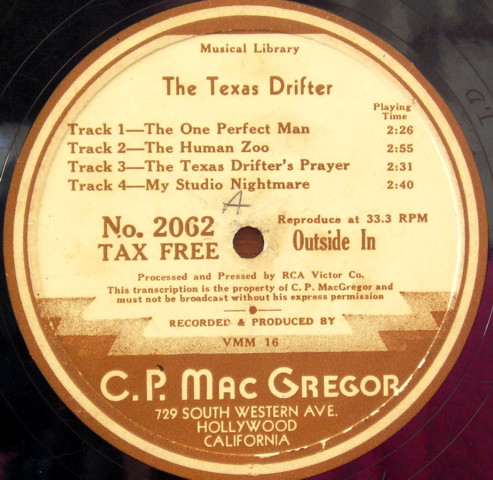 Musical Library
The Texas Drifter
Playing
Time
Track 1—The One Perfect Man 2:26
Track 2—The Human Zoo 2:55
Track 3—The Texas Drifter's Prayer 2:31
Track 4—My Studio Nightmare 2:40
A
No. 2062 Reproduce at 33.3 RPM
TAX FREE Outside In
Processed and Pressed by RCA Victor Co.
This transcription is the property of C. P. MacGregor and
must not be broadcast without his express permission
RECORDED & PRODUCED BY
VMM 16
C.P. MAC GREGOR
729 SOUTH WESTERN AVE.
HOLLYWOOD
CALIFORNIA